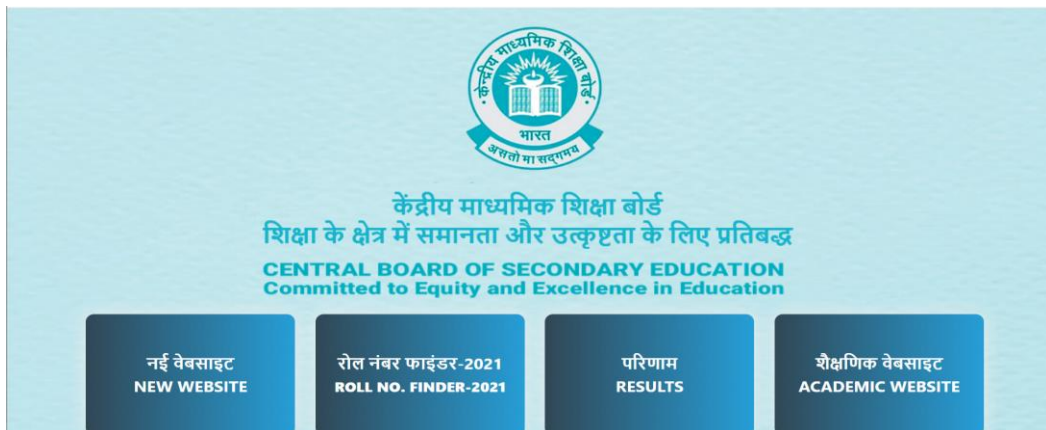 केन्द्रीय माध्यमिक शिक्षा बोर्ड
भारत
असतो मा सद्गमय
केंद्रीय माध्यमिक शिक्षा बोर्ड
शिक्षा के क्षेत्र में समानता और उत्कृष्टता के लिए प्रतिबद्ध
CENTRAL BOARD OF SECONDARY EDUCATION
Committed to Equity and Excellence in Education
नई वेबसाइट
NEW WEBSITE
रोल नंबर फाइंडर-2021
ROLL NO. FINDER-2021
परिणाम
RESULTS
शैक्षणिक वेबसाइट
ACADEMIC WEBSITE